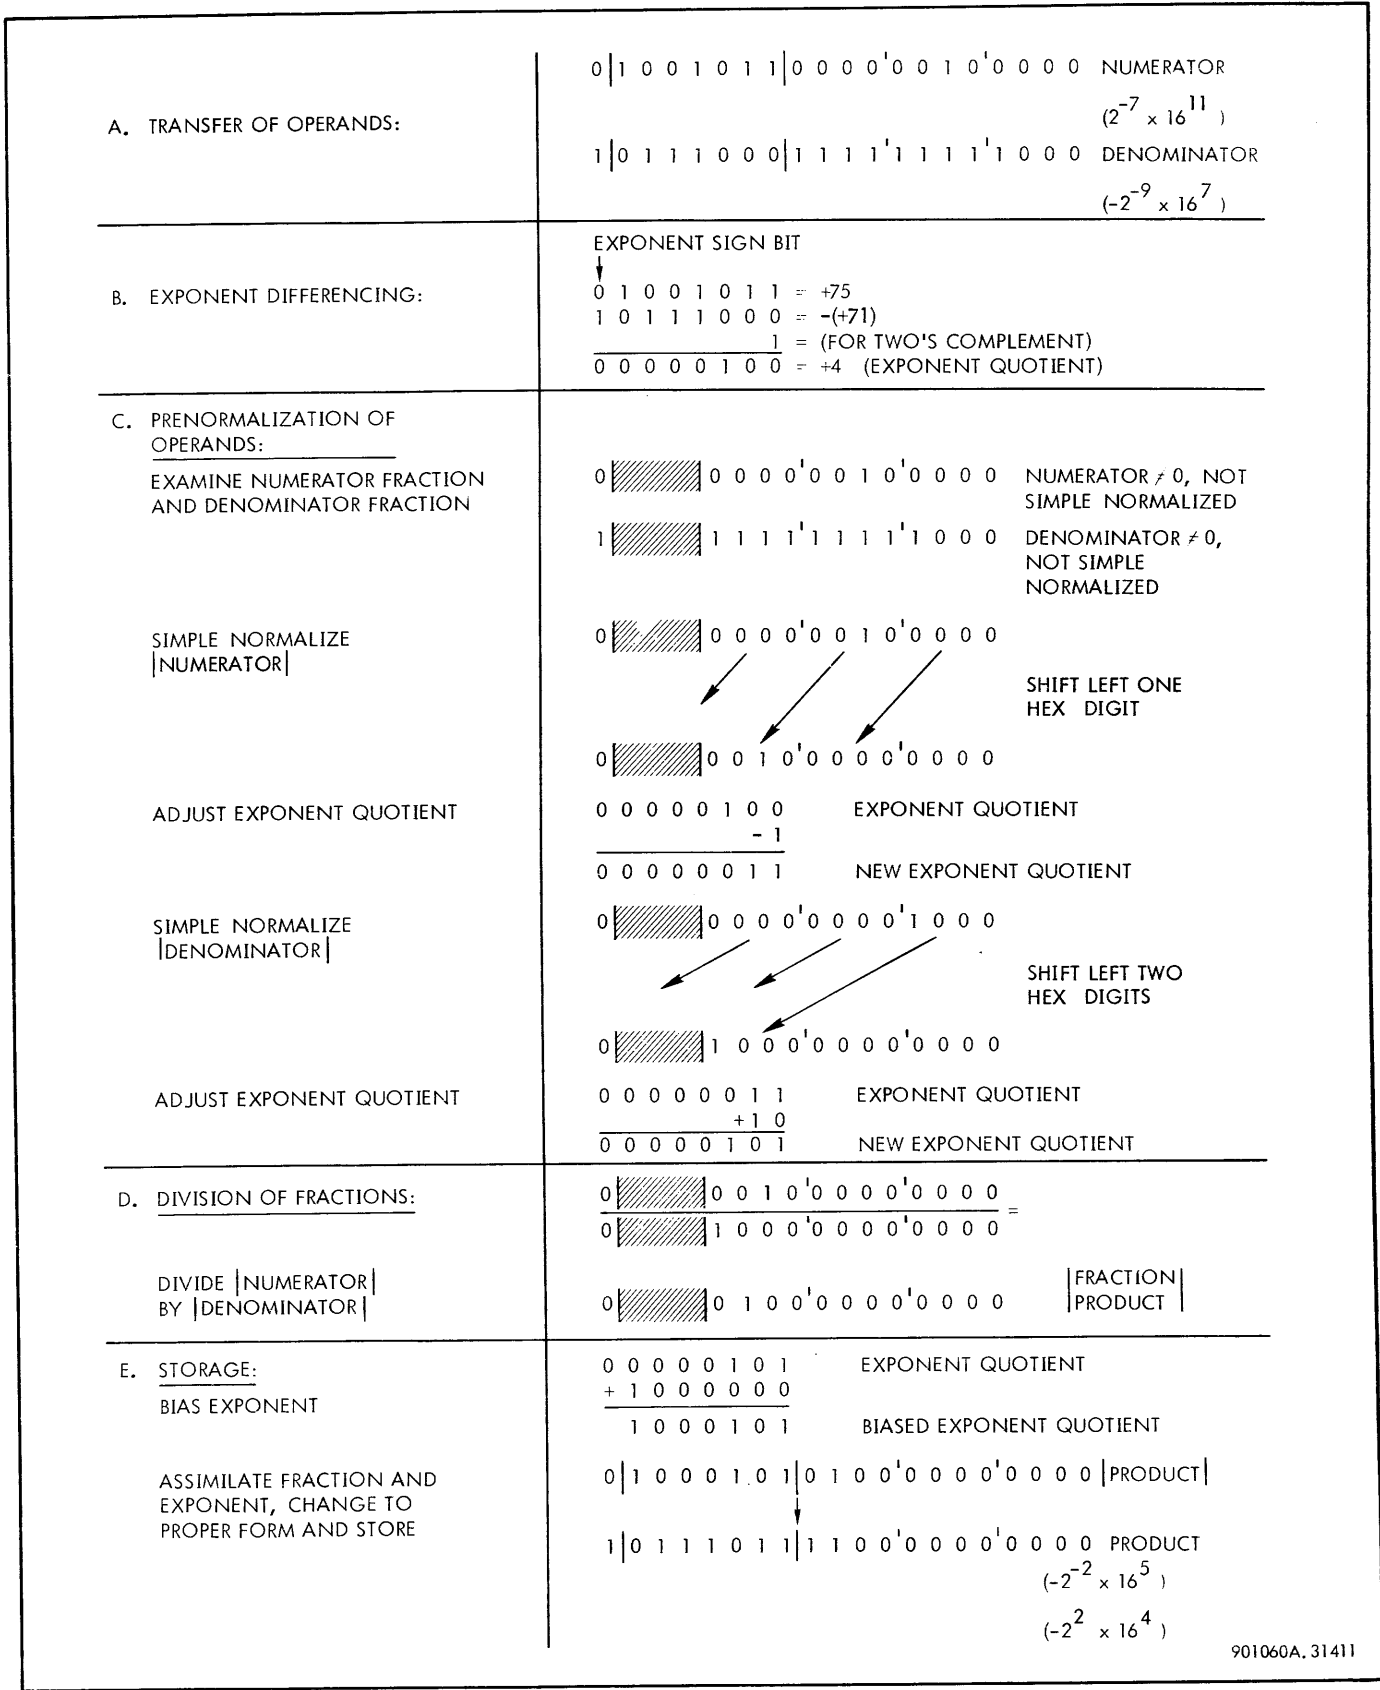 0|1 0 0 1 0 1 1|0 0 0 0'0 0 1 0'0 0 0 0 NUMERATOR
(2^-7 x 16^11 )
A. TRANSFER OF OPERANDS:
1|0 1 1 1 0 0 0|1 1 1 1'1 1 1 1'1 0 0 0 DENOMINATOR
(-2^-9 x 16^7 )
EXPONENT SIGN BIT
B. EXPONENT DIFFERENCING:
0 1 0 0 1 0 1 1 = +75
1 0 1 1 1 0 0 0 = -(+71)
1 = (FOR TWO'S COMPLEMENT)
0 0 0 0 0 1 0 0 = +4 (EXPONENT QUOTIENT)
C. PRENORMALIZATION OF
OPERANDS:
EXAMINE NUMERATOR FRACTION
AND DENOMINATOR FRACTION
0| |0 0 0 0'0 0 1 0'0 0 0 0 NUMERATOR ≠ 0, NOT
SIMPLE NORMALIZED
1| |1 1 1 1'1 1 1 1'1 0 0 0 DENOMINATOR ≠ 0,
NOT SIMPLE
NORMALIZED
SIMPLE NORMALIZE
|NUMERATOR|
0| |0 0 0 0'0 0 1 0'0 0 0 0
SHIFT LEFT ONE
HEX DIGIT
0| |0 0 1 0'0 0 0 0'0 0 0 0
ADJUST EXPONENT QUOTIENT
0 0 0 0 0 1 0 0 EXPONENT QUOTIENT
- 1
0 0 0 0 0 0 1 1 NEW EXPONENT QUOTIENT
SIMPLE NORMALIZE
|DENOMINATOR|
0| |0 0 0 0'0 0 0 0'1 0 0 0
SHIFT LEFT TWO
HEX DIGITS
0| |1 0 0 0'0 0 0 0'0 0 0 0
ADJUST EXPONENT QUOTIENT
0 0 0 0 0 0 1 1 EXPONENT QUOTIENT
+ 1 0
0 0 0 0 0 1 0 1 NEW EXPONENT QUOTIENT
D. DIVISION OF FRACTIONS:
0| |0 0 1 0'0 0 0 0'0 0 0 0
=
0| |1 0 0 0'0 0 0 0'0 0 0 0
DIVIDE |NUMERATOR|
BY |DENOMINATOR|
0| |0 1 0 0'0 0 0 0'0 0 0 0
|FRACTION|
|PRODUCT|
E. STORAGE:
BIAS EXPONENT
0 0 0 0 0 1 0 1 EXPONENT QUOTIENT
+ 1 0 0 0 0 0 0
1 0 0 0 1 0 1 BIASED EXPONENT QUOTIENT
ASSIMILATE FRACTION AND
EXPONENT, CHANGE TO
PROPER FORM AND STORE
0|1 0 0 0 1 0 1|0 1 0 0'0 0 0 0'0 0 0 0 |PRODUCT|
1|0 1 1 1 0 1 1|1 1 0 0'0 0 0 0'0 0 0 0 PRODUCT
(-2^-2 x 16^5 )
(-2^2 x 16^4 )
901060A.31411